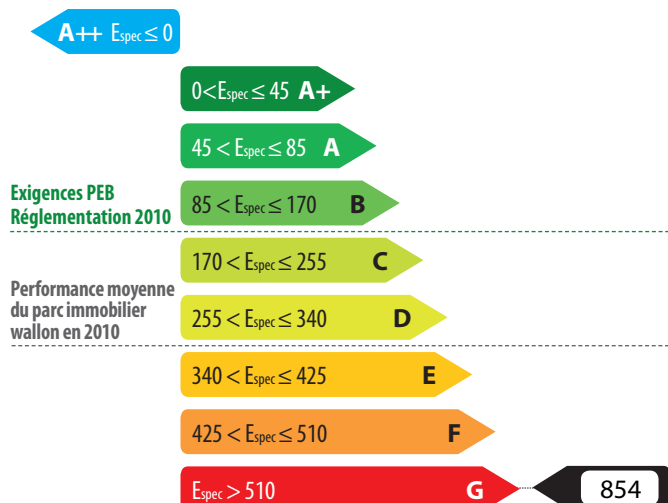 A++ Espec ≤ 0
0<Espec ≤ 45 A+
45 < Espec ≤ 85 A
Exigences PEB
Réglementation 2010
85 < Espec ≤ 170 B
170 < Espec ≤ 255 C
Performance moyenne
du parc immobilier
wallon en 2010
255 < Espec ≤ 340 D
340 < Espec ≤ 425 E
425 < Espec ≤ 510 F
Espec > 510 G
854